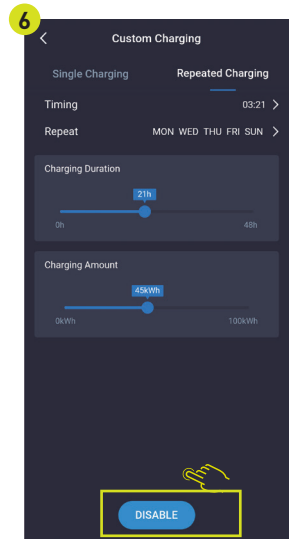 6
Custom Charging
Single Charging Repeated Charging
Timing 03:21
Repeat MON WED THU FRI SUN
Charging Duration
21h
0h 48h
Charging Amount
45kWh
0kWh 100kWh
DISABLE